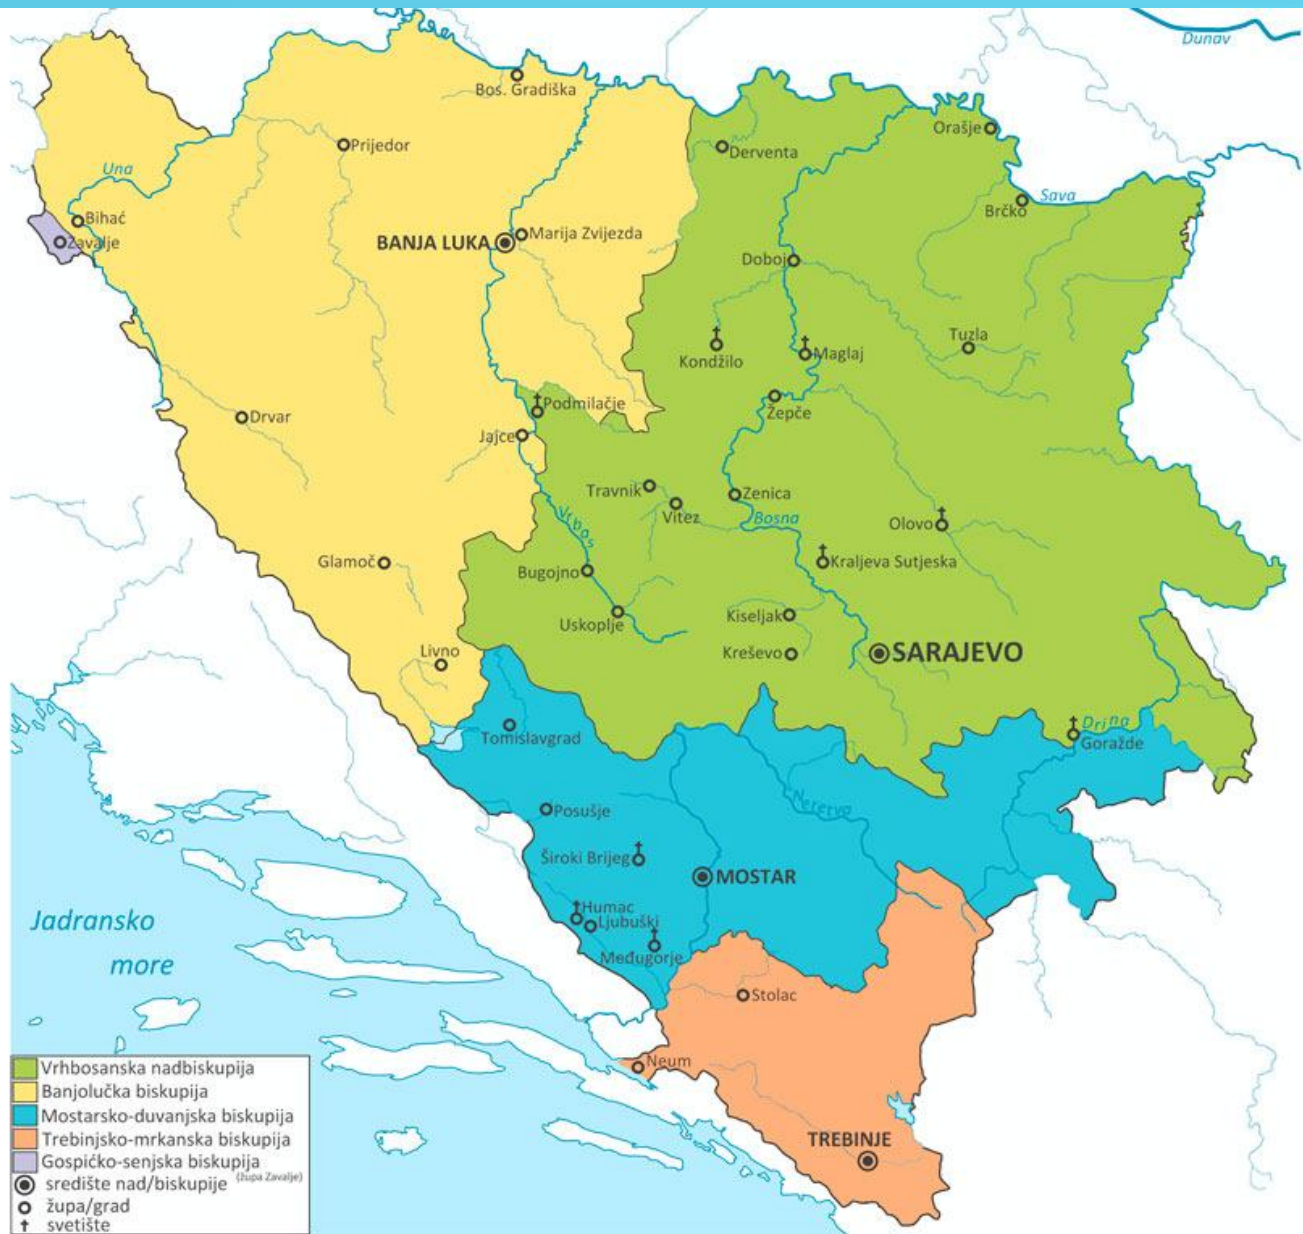 Dunav
Bos. Gradiška
Orašje
Prijedor
Derventa
Una
Sava
Brčko
Bihać
Zavalje
Marija Zvijezda
BANJA LUKA
Doboj
Tuzla
Kondžilo
Maglaj
Podmilačje
Žepče
Drvar
Jajce
Travnik
Zenica
Vitez
Vrbas
Bosna
Olovo
Glamoč
Bugojno
Kraljeva Sutjeska
Uskoplje
Kiseljak
Livno
Kreševo
SARAJEVO
Tomislavgrad
Drina
Goražde
Neretva
Posušje
Široki Brijeg
MOSTAR
Humac
Ljubuški
Jadransko
more
Međugorje
Stolac
Neum
TREBINJE
Vrhbosanska nadbiskupija
Banjolučka biskupija
Mostarsko-duvanjska biskupija
Trebinjsko-mrkanska biskupija
Gospićko-senjska biskupija
(župa Zavalje)
središte nad/biskupije
župa/grad
svetište